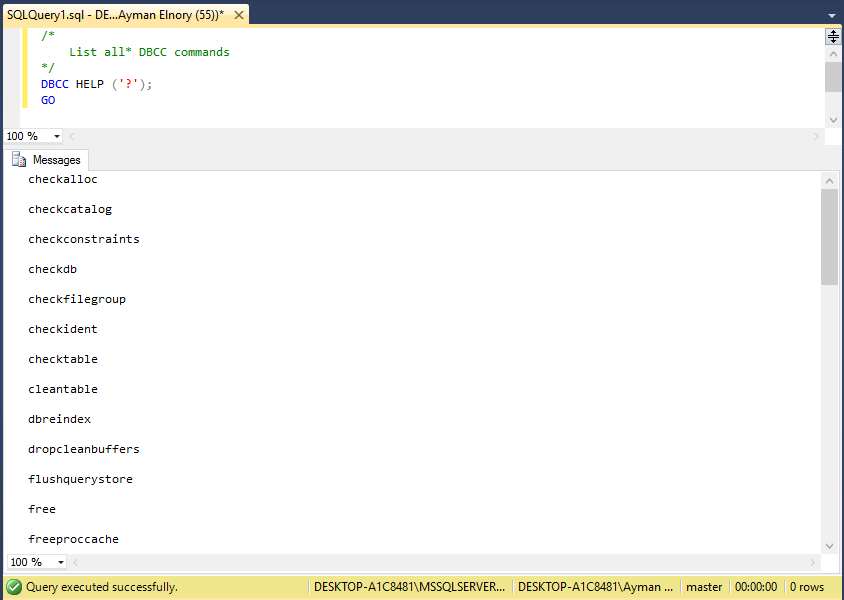 SQLQuery1.sql - DE...Ayman Elnory (55))*
/*
List all* DBCC commands
*/
DBCC HELP ('?');
GO
100 %
Messages
checkalloc
checkcatalog
checkconstraints
checkdb
checkfilegroup
checkident
checktable
cleantable
dbreindex
dropcleanbuffers
flushquerystore
free
freeproccache
100 %
Query executed successfully.
DESKTOP-A1C8481\MSSQLSERVER...
DESKTOP-A1C8481\Ayman ...
master
00:00:00
0 rows